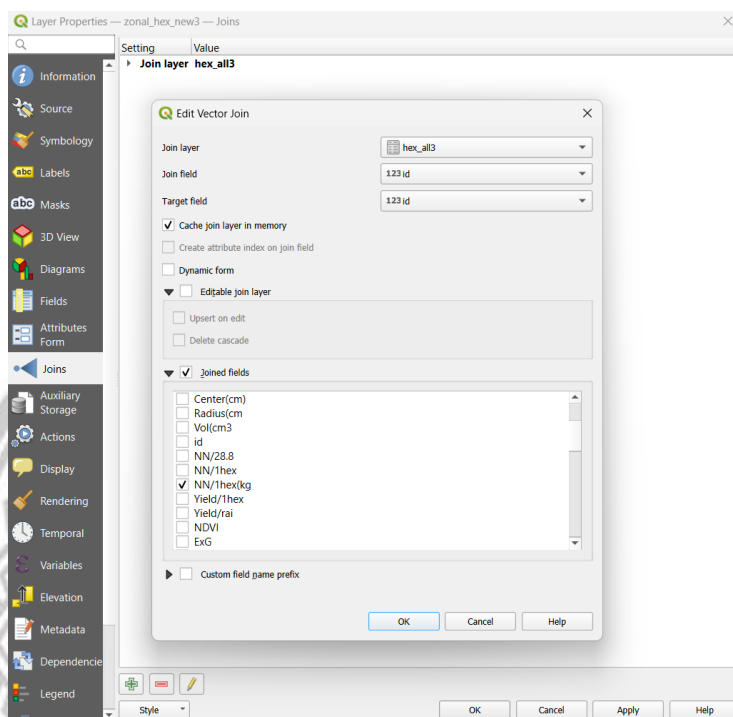 Layer Properties — zonal_hex_new3 — Joins
Setting Value
Join layer hex_all3
Information
Source
Symbology
abc Labels
abc Masks
3D View
Diagrams
Fields
Attributes
Form
Joins
Auxiliary
Storage
Actions
Display
Rendering
Temporal
Variables
Elevation
Metadata
Dependencie
Legend
Edit Vector Join
Join layer hex_all3
Join field 123 id
Target field 123 id
Cache join layer in memory
Create attribute index on join field
Dynamic form
Editable join layer
Upsert on edit
Delete cascade
Joined fields
Center(cm)
Radius(cm
Vol(cm3
id
NN/28.8
NN/1hex
NN/1hex(kg
Yield/1hex
Yield/rai
NDVI
ExG
Custom field name prefix
OK Cancel Help
Style OK Cancel Apply Help